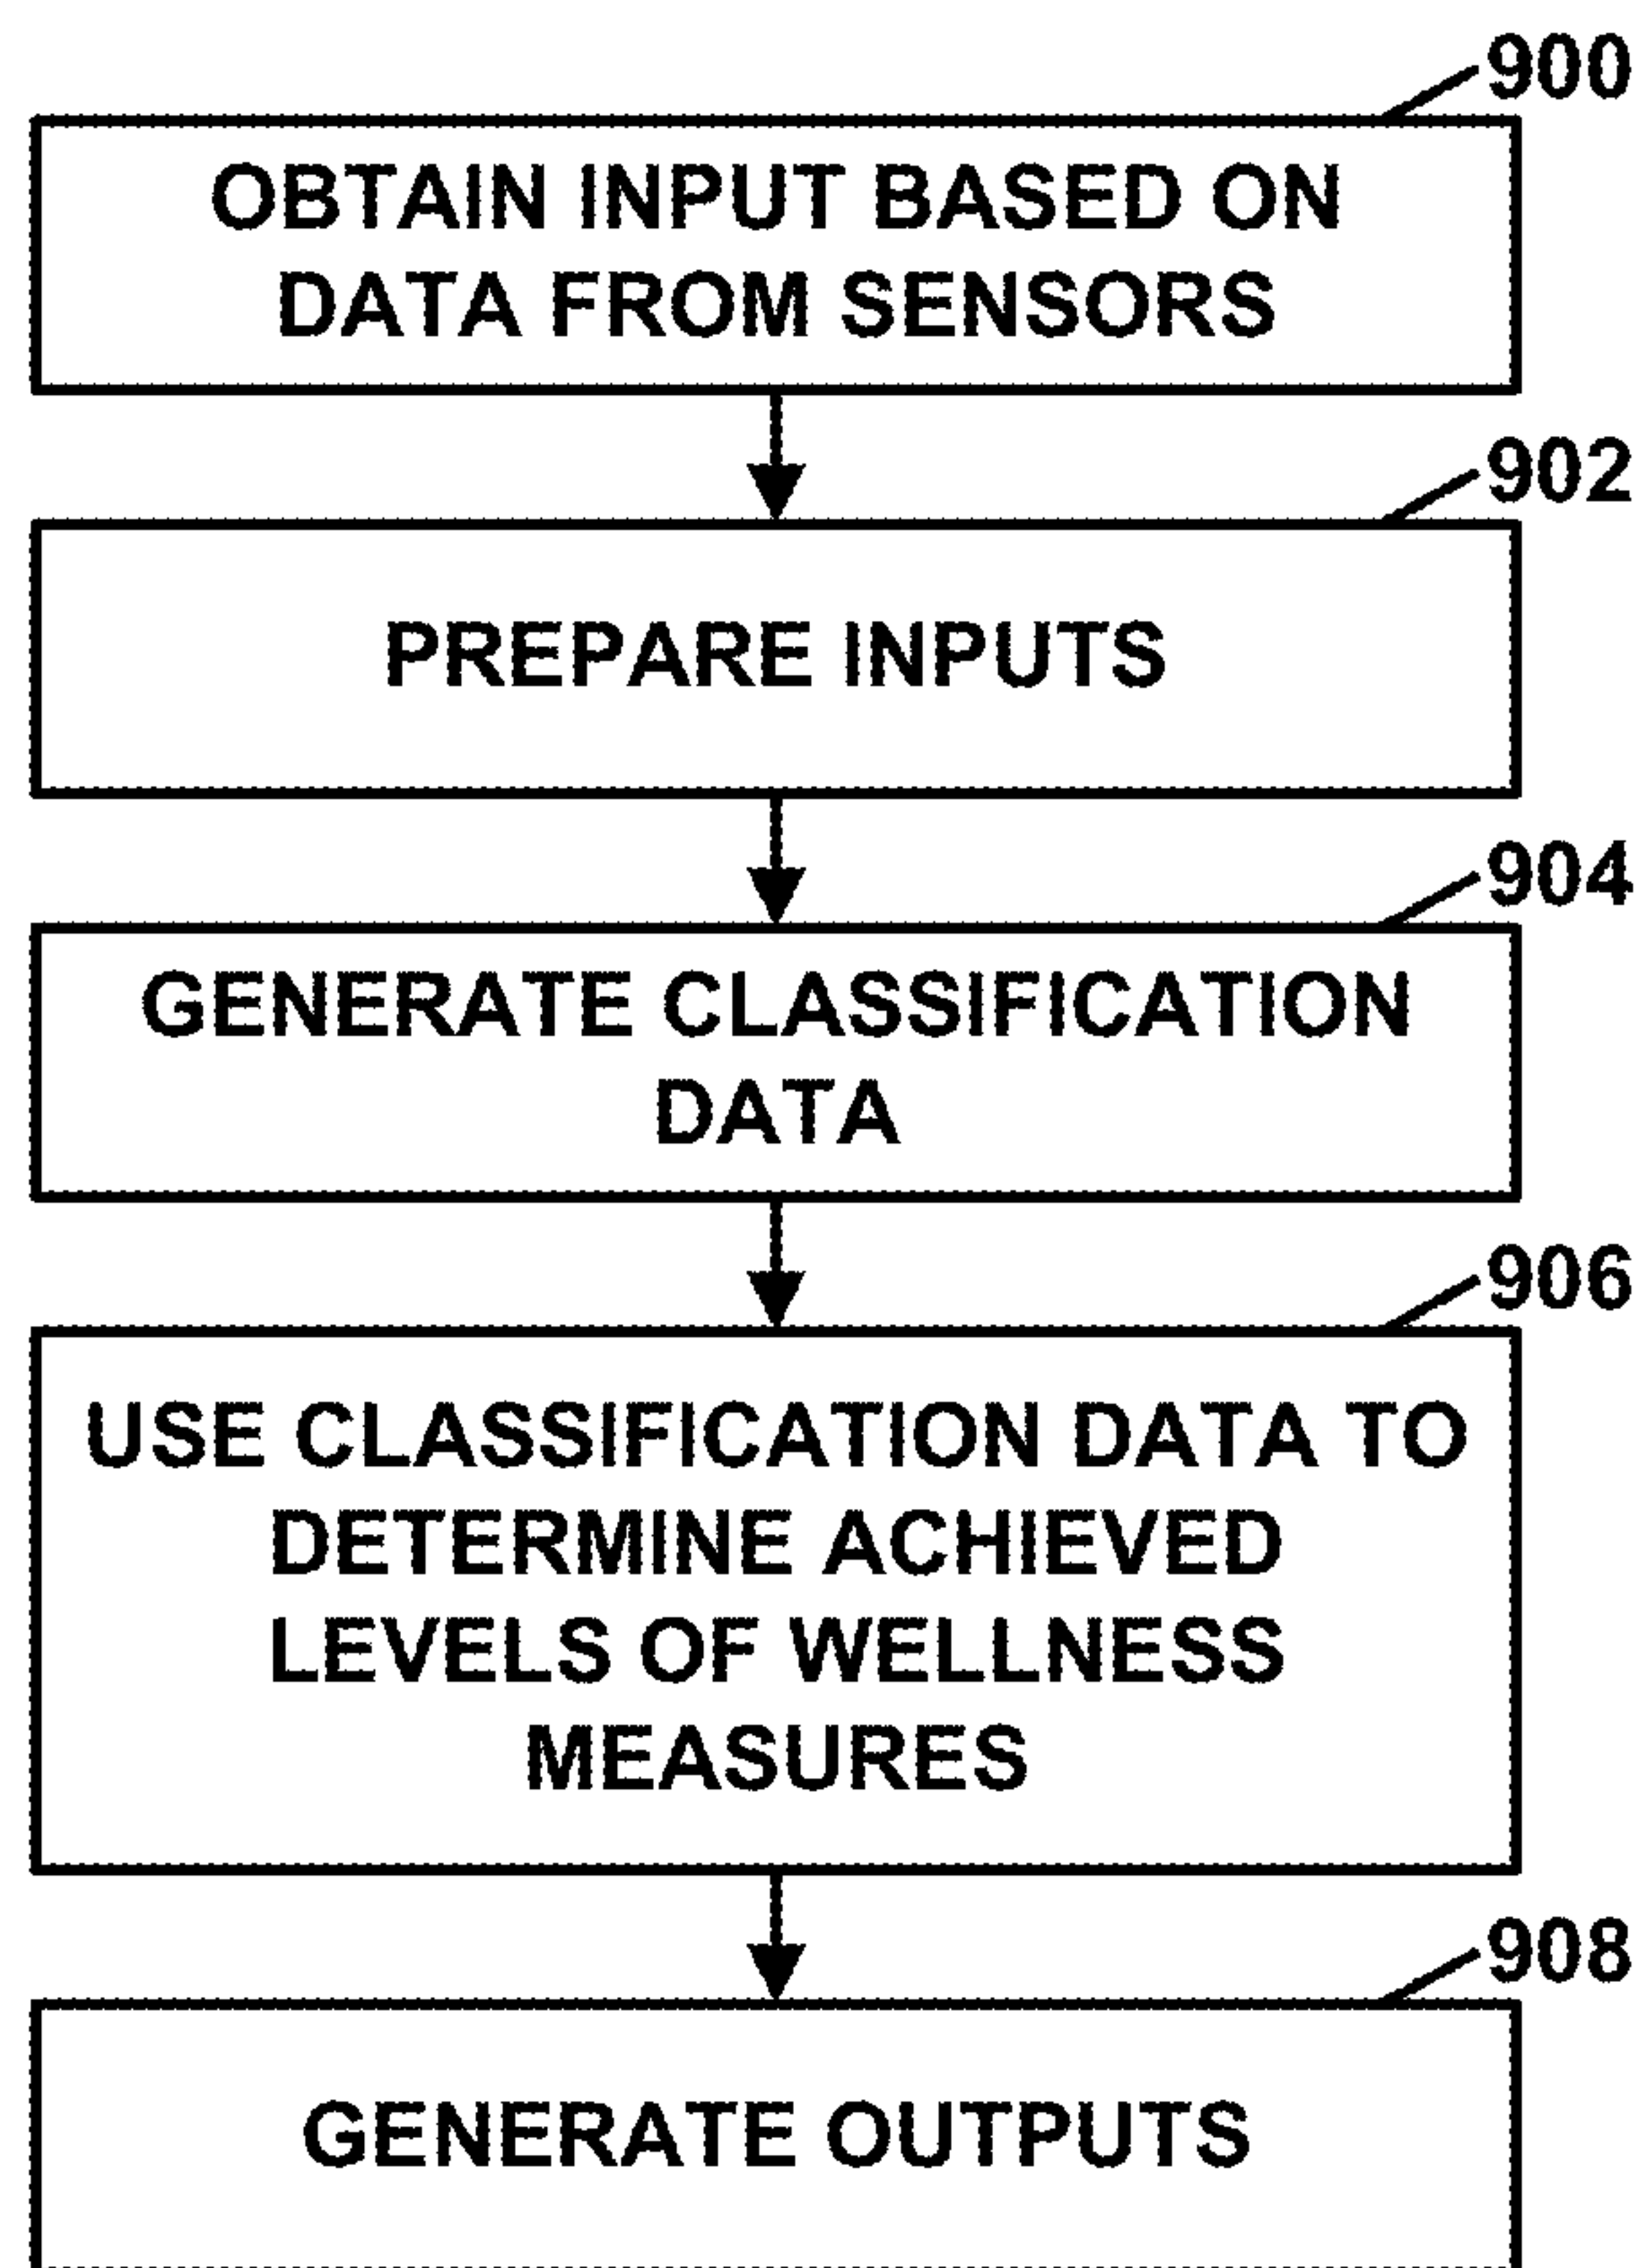 900
OBTAIN INPUT BASED ON
DATA FROM SENSORS
902
PREPARE INPUTS
904
GENERATE CLASSIFICATION
DATA
906
USE CLASSIFICATION DATA TO
DETERMINE ACHIEVED
LEVELS OF WELLNESS
MEASURES
908
GENERATE OUTPUTS